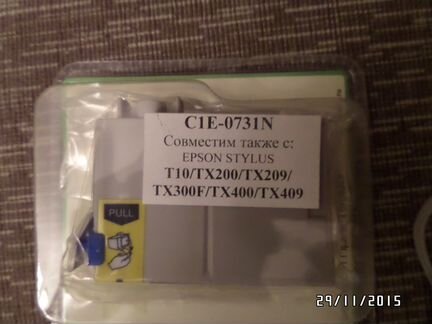 C1E-0731N
Совместим также с:
EPSON STYLUS
T10/TX200/TX209/
TX300F/TX400/TX409
PULL
29/11/2015